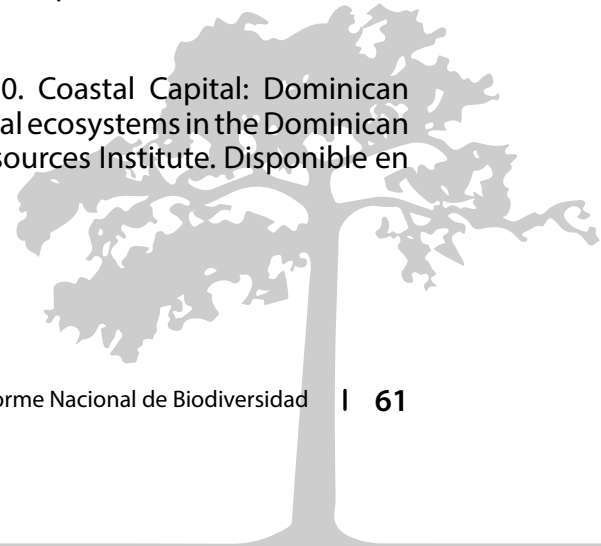 0. Coastal Capital: Dominican
al ecosystems in the Dominican
sources Institute. Disponible en
orme Nacional de Biodiversidad | 61